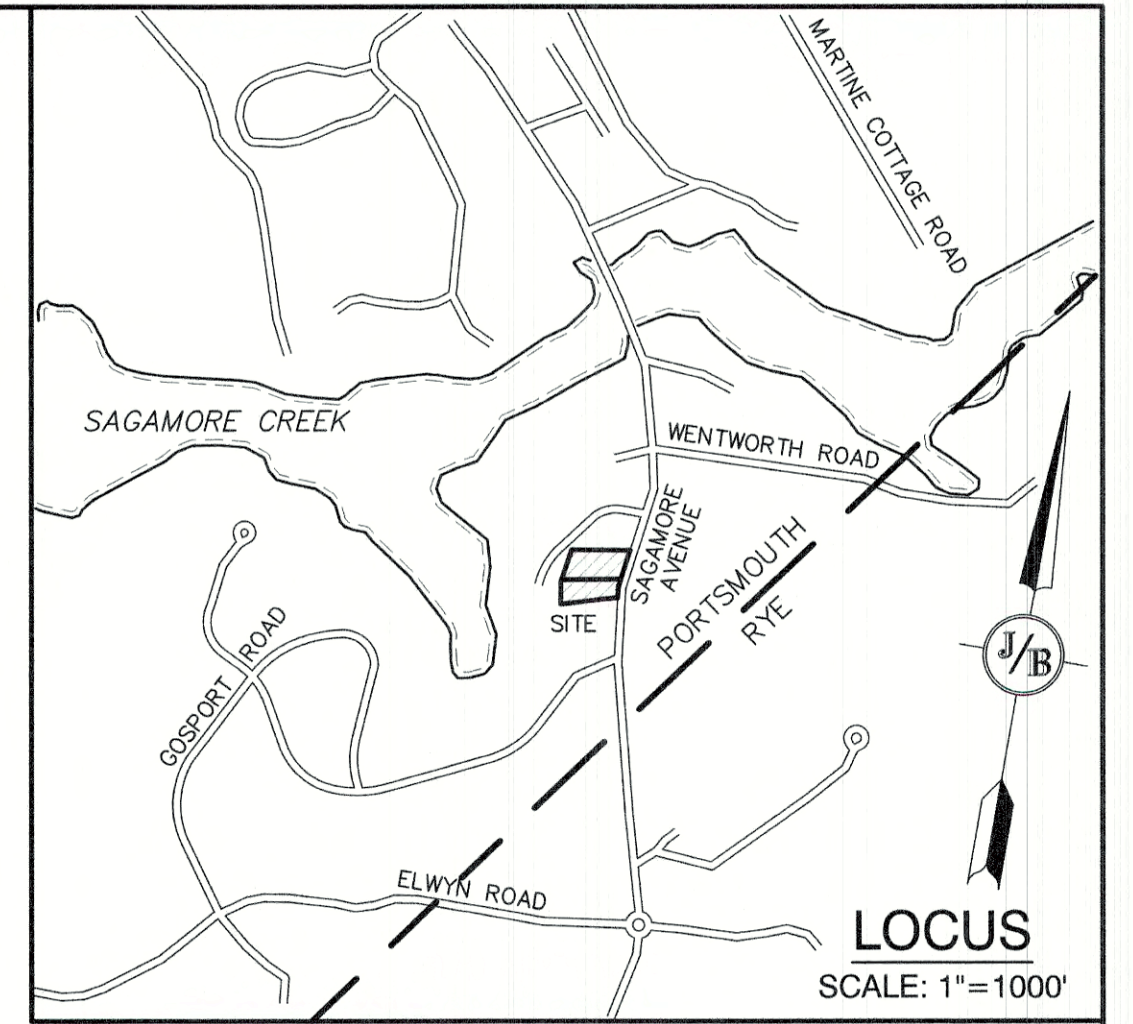 MARTINE COTTAGE ROAD
SAGAMORE CREEK
WENTWORTH ROAD
SAGAMORE
AVENUE
SITE
PORTSMOUTH
RYE
GOSPORT ROAD
J/B
ELWYN ROAD
LOCUS
SCALE: 1"=1000'